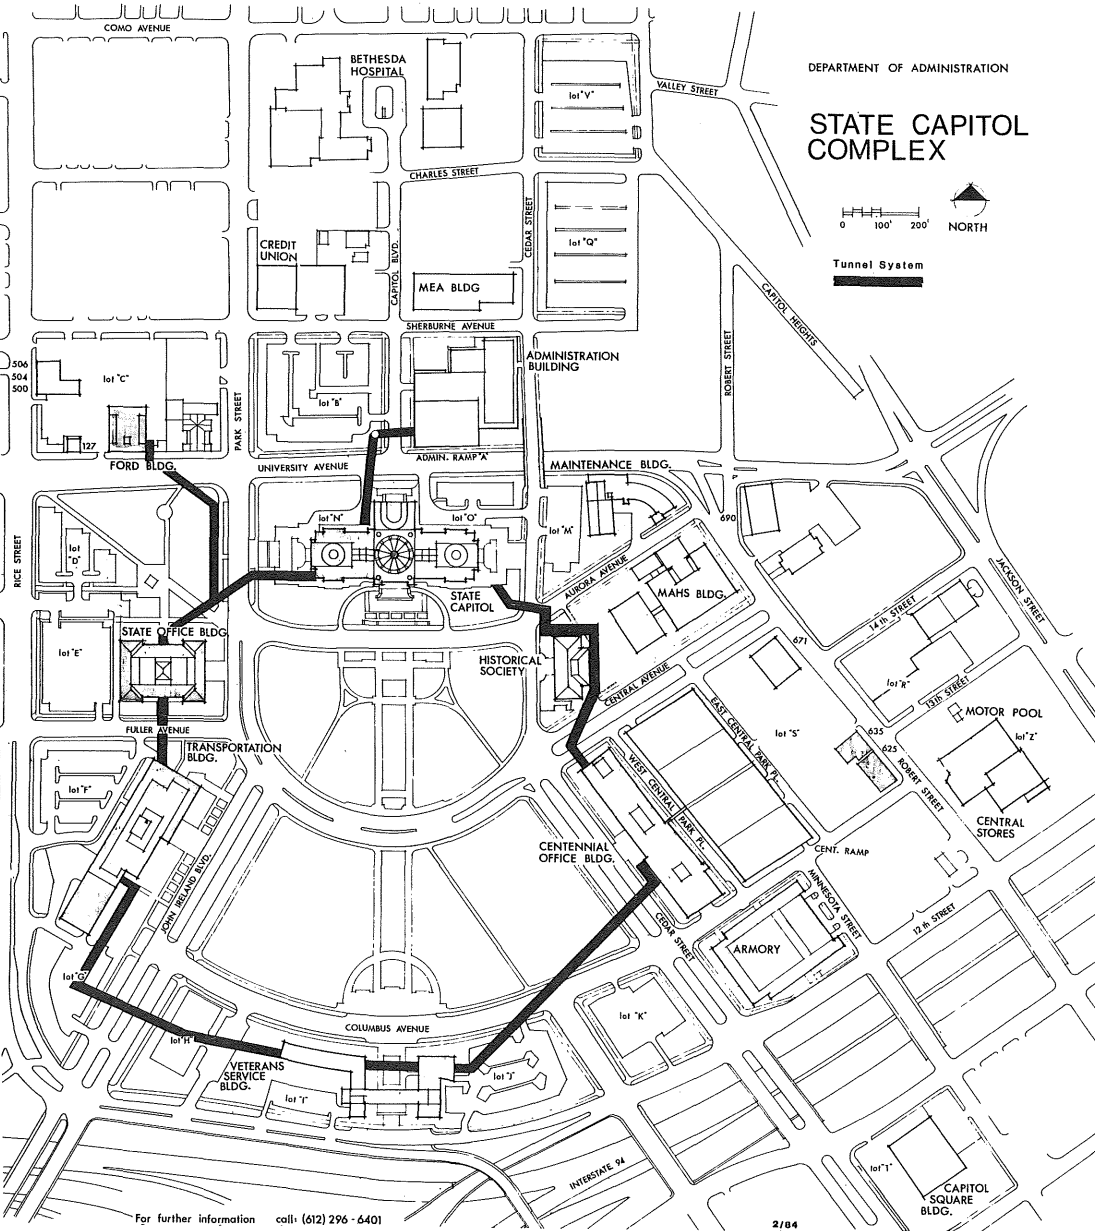 COMO AVENUE
DEPARTMENT OF ADMINISTRATION
STATE CAPITOL
COMPLEX
BETHESDA
HOSPITAL
lot "V"
VALLEY STREET
CHARLES STREET
0 100' 200'
NORTH
CEDAR STREET
CREDIT
UNION
CAPITOL BLVD.
lot "Q"
Tunnel System
MEA BLDG
CAPITOL HEIGHTS
SHERBURNE AVENUE
ROBERT STREET
ADMINISTRATION
BUILDING
506
504
500
lot "C"
lot "B"
PARK STREET
127
FORD BLDG.
UNIVERSITY AVENUE
ADMIN. RAMP "A"
MAINTENANCE BLDG.
lot "N"
lot "O"
690
lot "M"
RICE STREET
lot
"D"
AURORA AVENUE
JACKSON STREET
STATE
CAPITOL
MAHS BLDG.
14th STREET
STATE OFFICE BLDG.
671
lot "E"
HISTORICAL
SOCIETY
CENTRAL AVENUE
lot "R"
13th STREET
EAST CENTRAL PARK PL.
MOTOR POOL
FULLER AVENUE
lot "S"
635
625
lot "Z"
TRANSPORTATION
BLDG.
WEST CENTRAL PARK PL.
ROBERT STREET
lot "F"
CENTRAL
STORES
CENTENNIAL
OFFICE BLDG.
CENT. RAMP
JOHN IRELAND BLVD.
MINNESOTA STREET
CEDAR STREET
12th STREET
ARMORY
lot "G"
lot "K"
COLUMBUS AVENUE
lot "H"
VETERANS
SERVICE
BLDG.
lot "J"
lot "I"
INTERSTATE 94
lot "1"
CAPITOL
SQUARE
BLDG.
For further information call: (612) 296-6401
2/84